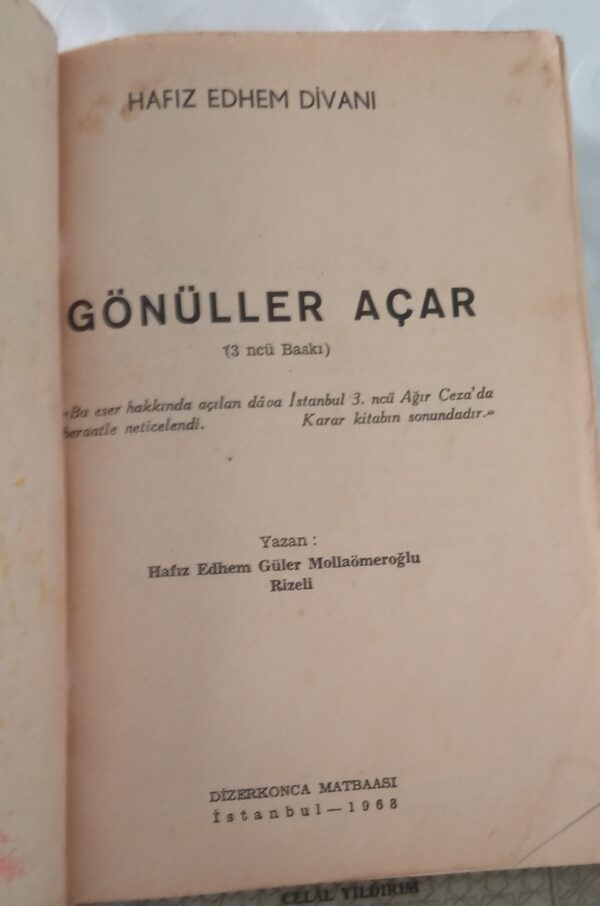 HAFIZ EDHEM DİVANI
GÖNÜLLER AÇAR
(3 ncü Baskı)
«Bu eser hakkında açılan dâva İstanbul 3. ncü Ağır Ceza'da
beraatle neticelendi. Karar kitabın sonundadır.»
Yazan :
Hafız Edhem Güler Mollaömeroğlu
Rizeli
DİZERKONCA MATBAASI
İstanbul—1968
CELAL YILDIRIM